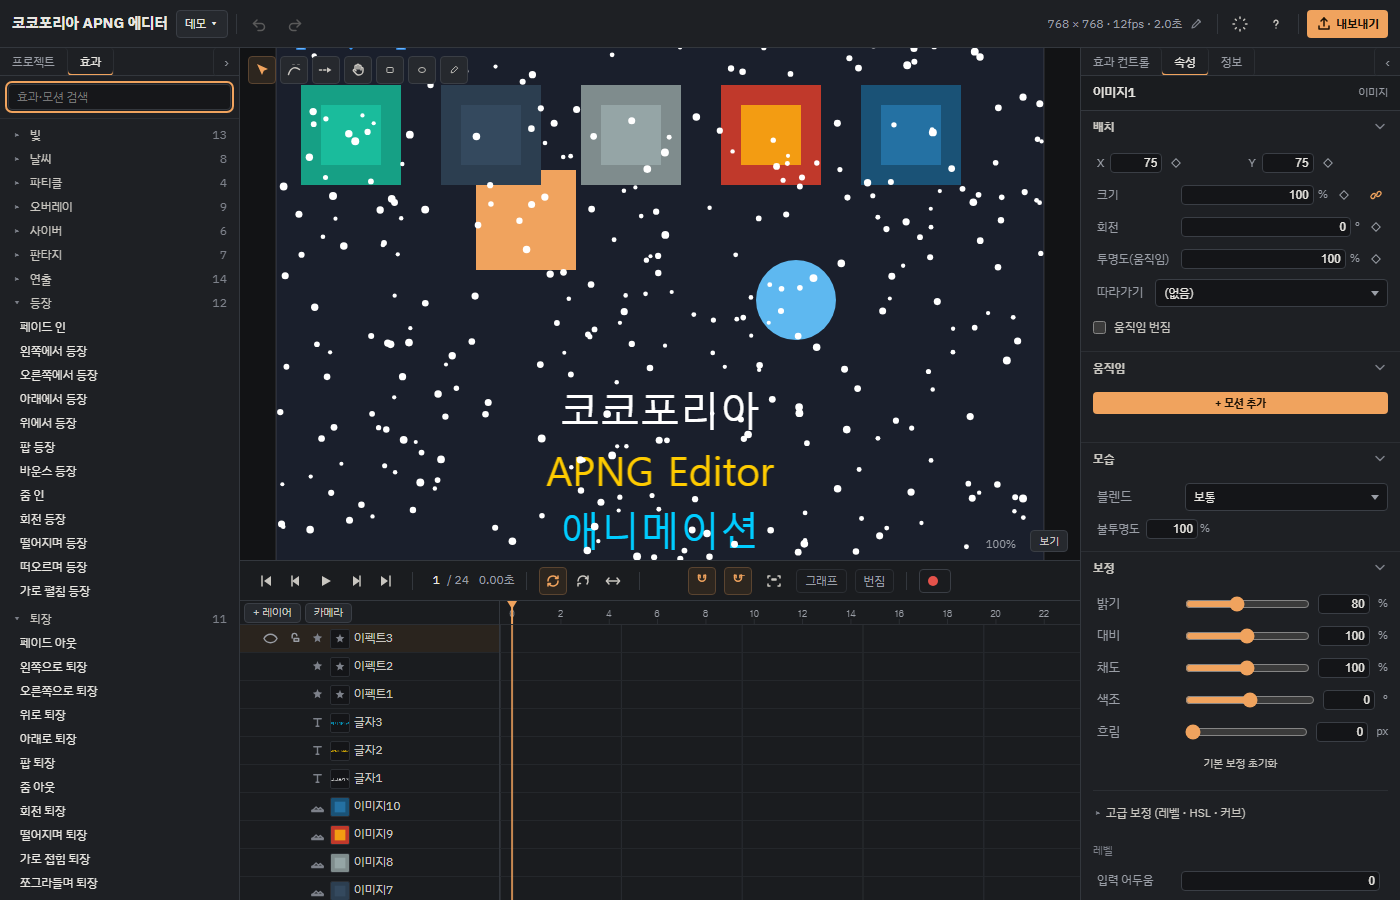 코코포리아 APNG 에디터
데모
768 × 768 · 12fps · 2.0초
?
내보내기
프로젝트
효과
효과·모션 검색
빛 13
날씨 8
파티클 4
오버레이 9
사이버 6
판타지 7
연출 14
등장 12
페이드 인
왼쪽에서 등장
오른쪽에서 등장
아래에서 등장
위에서 등장
팝 등장
바운스 등장
줌 인
회전 등장
떨어지며 등장
떠오르며 등장
가로 펼침 등장
퇴장 11
페이드 아웃
왼쪽으로 퇴장
오른쪽으로 퇴장
위로 퇴장
아래로 퇴장
팝 퇴장
줌 아웃
회전 퇴장
떨어지며 퇴장
가로 접힘 퇴장
쪼그라들며 퇴장
코코포리아
APNG Editor
애니메이션
100%
보기
1 / 24 0.00초
그래프
번짐
+ 레이어
카메라
0 2 4 6 8 10 12 14 16 18 20 22
이펙트3
이펙트2
이펙트1
T 글자3
T 글자2
T 글자1
이미지10
이미지9
이미지8
이미지7
효과 컨트롤
속성
정보
이미지1
이미지
배치
X 75
Y 75
크기 100 %
회전 0 °
투명도(움직임) 100 %
따라가기 (없음)
움직임 번짐
움직임
+ 모션 추가
모습
블렌드 보통
불투명도 100 %
보정
밝기 80 %
대비 100 %
채도 100 %
색조 0 °
흐림 0 px
기본 보정 초기화
고급 보정 (레벨 · HSL · 커브)
레벨
입력 어두움 0